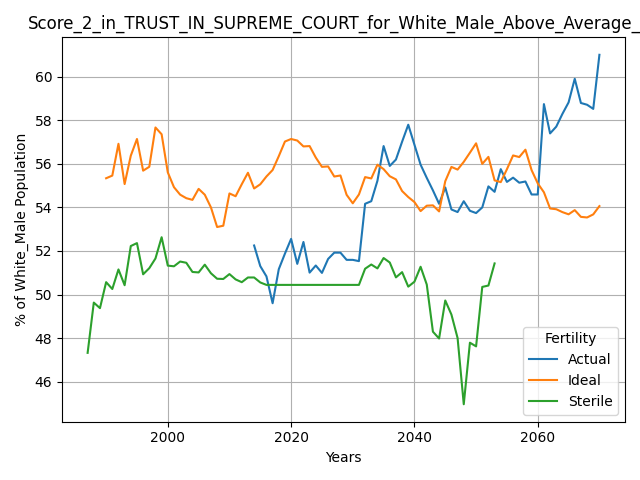 Score_2_in_TRUST_IN_SUPREME_COURT_for_White_Male_Above_Average_
% of White_Male Population
60
58
56
54
52
50
48
46
2000
2020
2040
2060
Years
Fertility
Actual
Ideal
Sterile